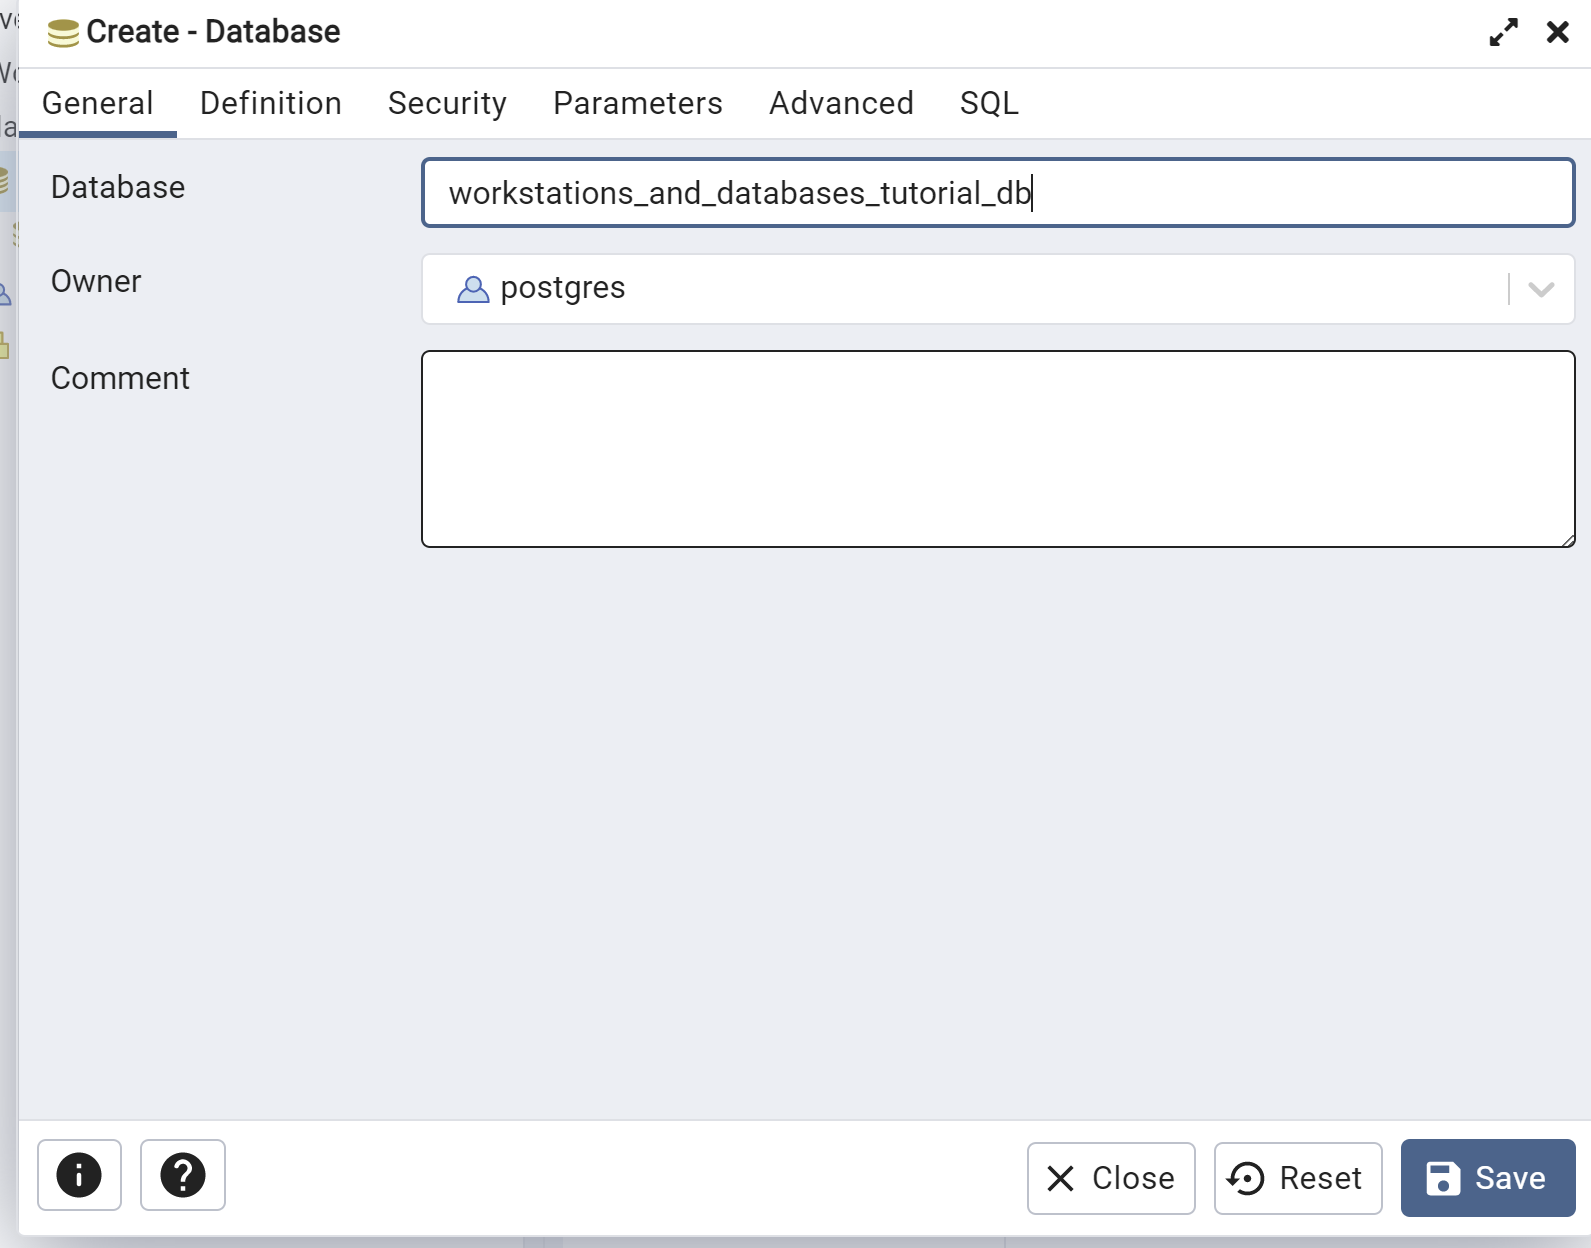 Create - Database
General Definition Security Parameters Advanced SQL
Database workstations_and_databases_tutorial_db
Owner postgres
Comment
Close Reset Save